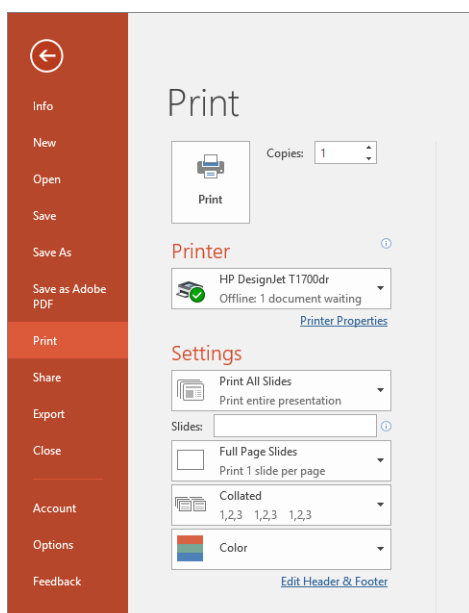 Info
New
Open
Save
Save As
Save as Adobe
PDF
Print
Share
Export
Close
Account
Options
Feedback
Print
Copies: 1
Print
Printer
HP DesignJet T1700dr
Offline: 1 document waiting
Printer Properties
Settings
Print All Slides
Print entire presentation
Slides:
Full Page Slides
Print 1 slide per page
Collated
1,2,3 1,2,3 1,2,3
Color
Edit Header & Footer